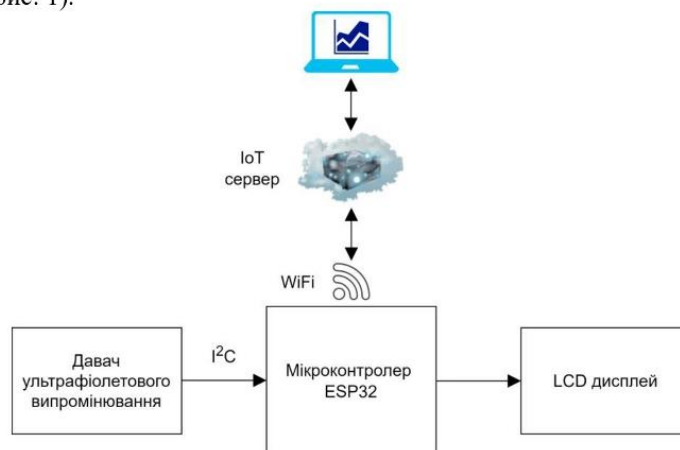 рис. 1).
IoT
сервер
WiFi
Давач
ультрафіолетового
випромінювання
I²C
Мікроконтролер
ESP32
LCD дисплей